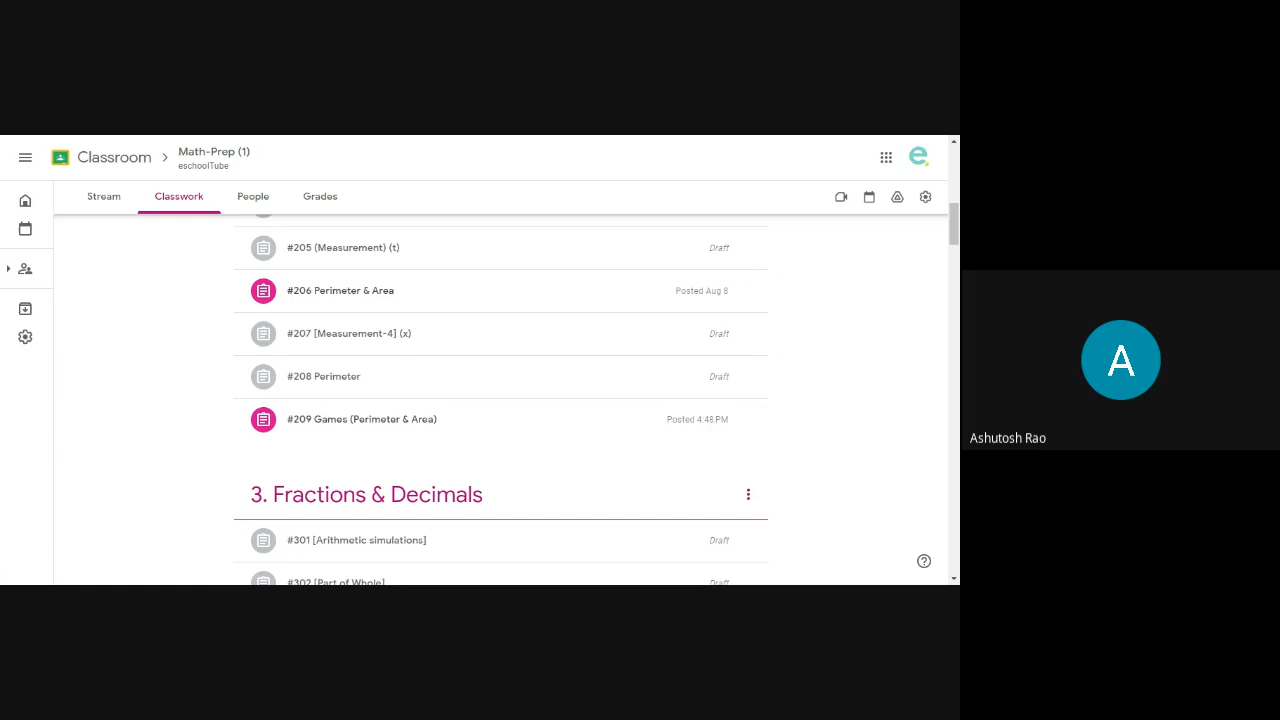 Classroom
Math-Prep (1)
eschoolTube
Stream
Classwork
People
Grades
#205 (Measurement) (t)
Draft
#206 Perimeter & Area
Posted Aug 8
#207 [Measurement-4] (x)
Draft
#208 Perimeter
Draft
#209 Games (Perimeter & Area)
Posted 4:48 PM
3. Fractions & Decimals
#301 [Arithmetic simulations]
Draft
#302 [Part of Whole]
Draft
e
A
Ashutosh Rao